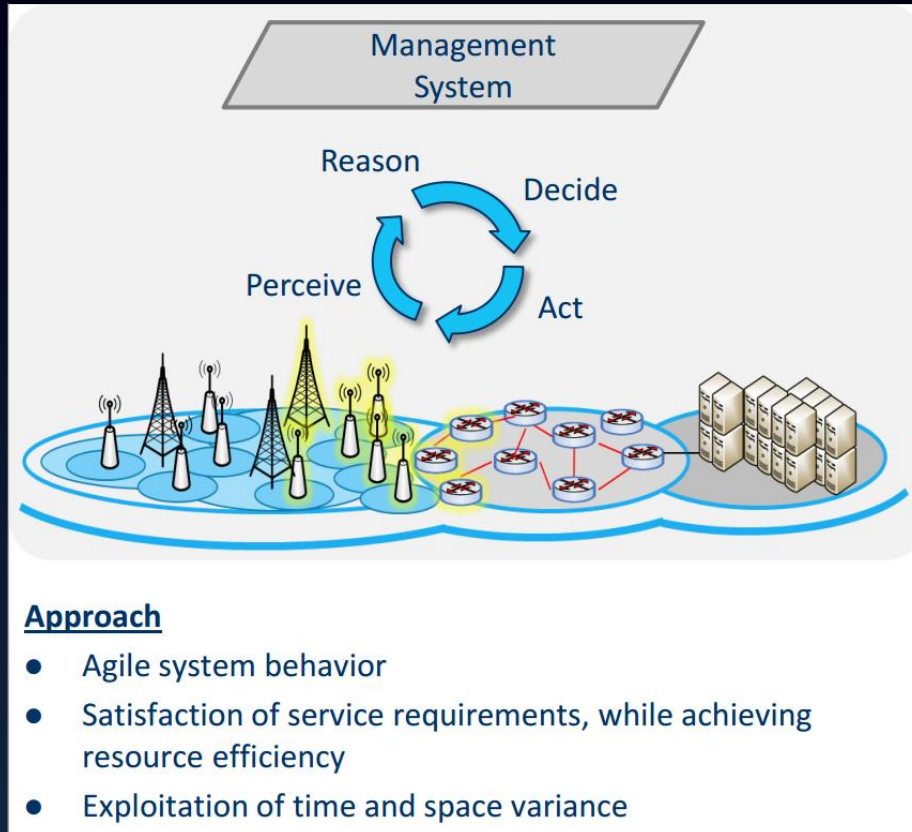 Management
System
Reason
Decide
Perceive
Act
Approach
● Agile system behavior
● Satisfaction of service requirements, while achieving
resource efficiency
● Exploitation of time and space variance